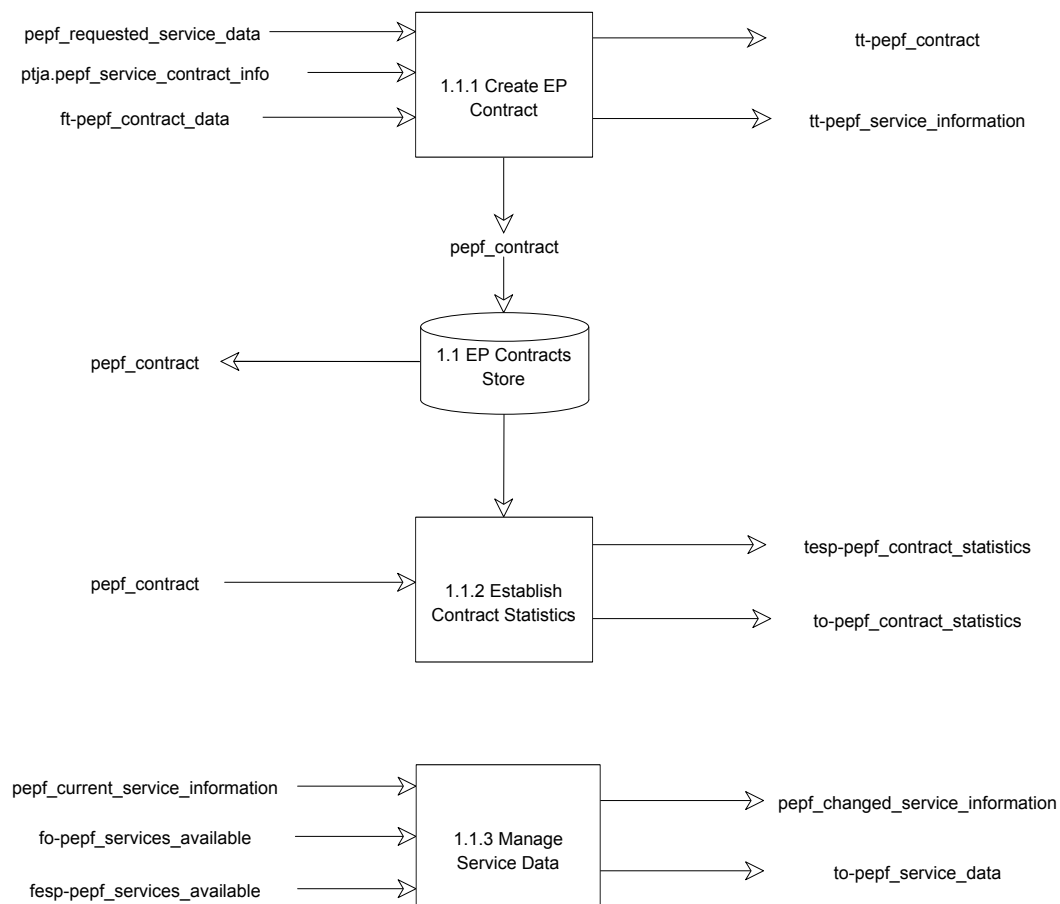 pepf_requested_service_data
ptja.pepf_service_contract_info
ft-pepf_contract_data
1.1.1 Create EP
Contract
tt-pepf_contract
tt-pepf_service_information
pepf_contract
pepf_contract
1.1 EP Contracts
Store
pepf_contract
1.1.2 Establish
Contract Statistics
tesp-pepf_contract_statistics
to-pepf_contract_statistics
pepf_current_service_information
fo-pepf_services_available
fesp-pepf_services_available
1.1.3 Manage
Service Data
pepf_changed_service_information
to-pepf_service_data